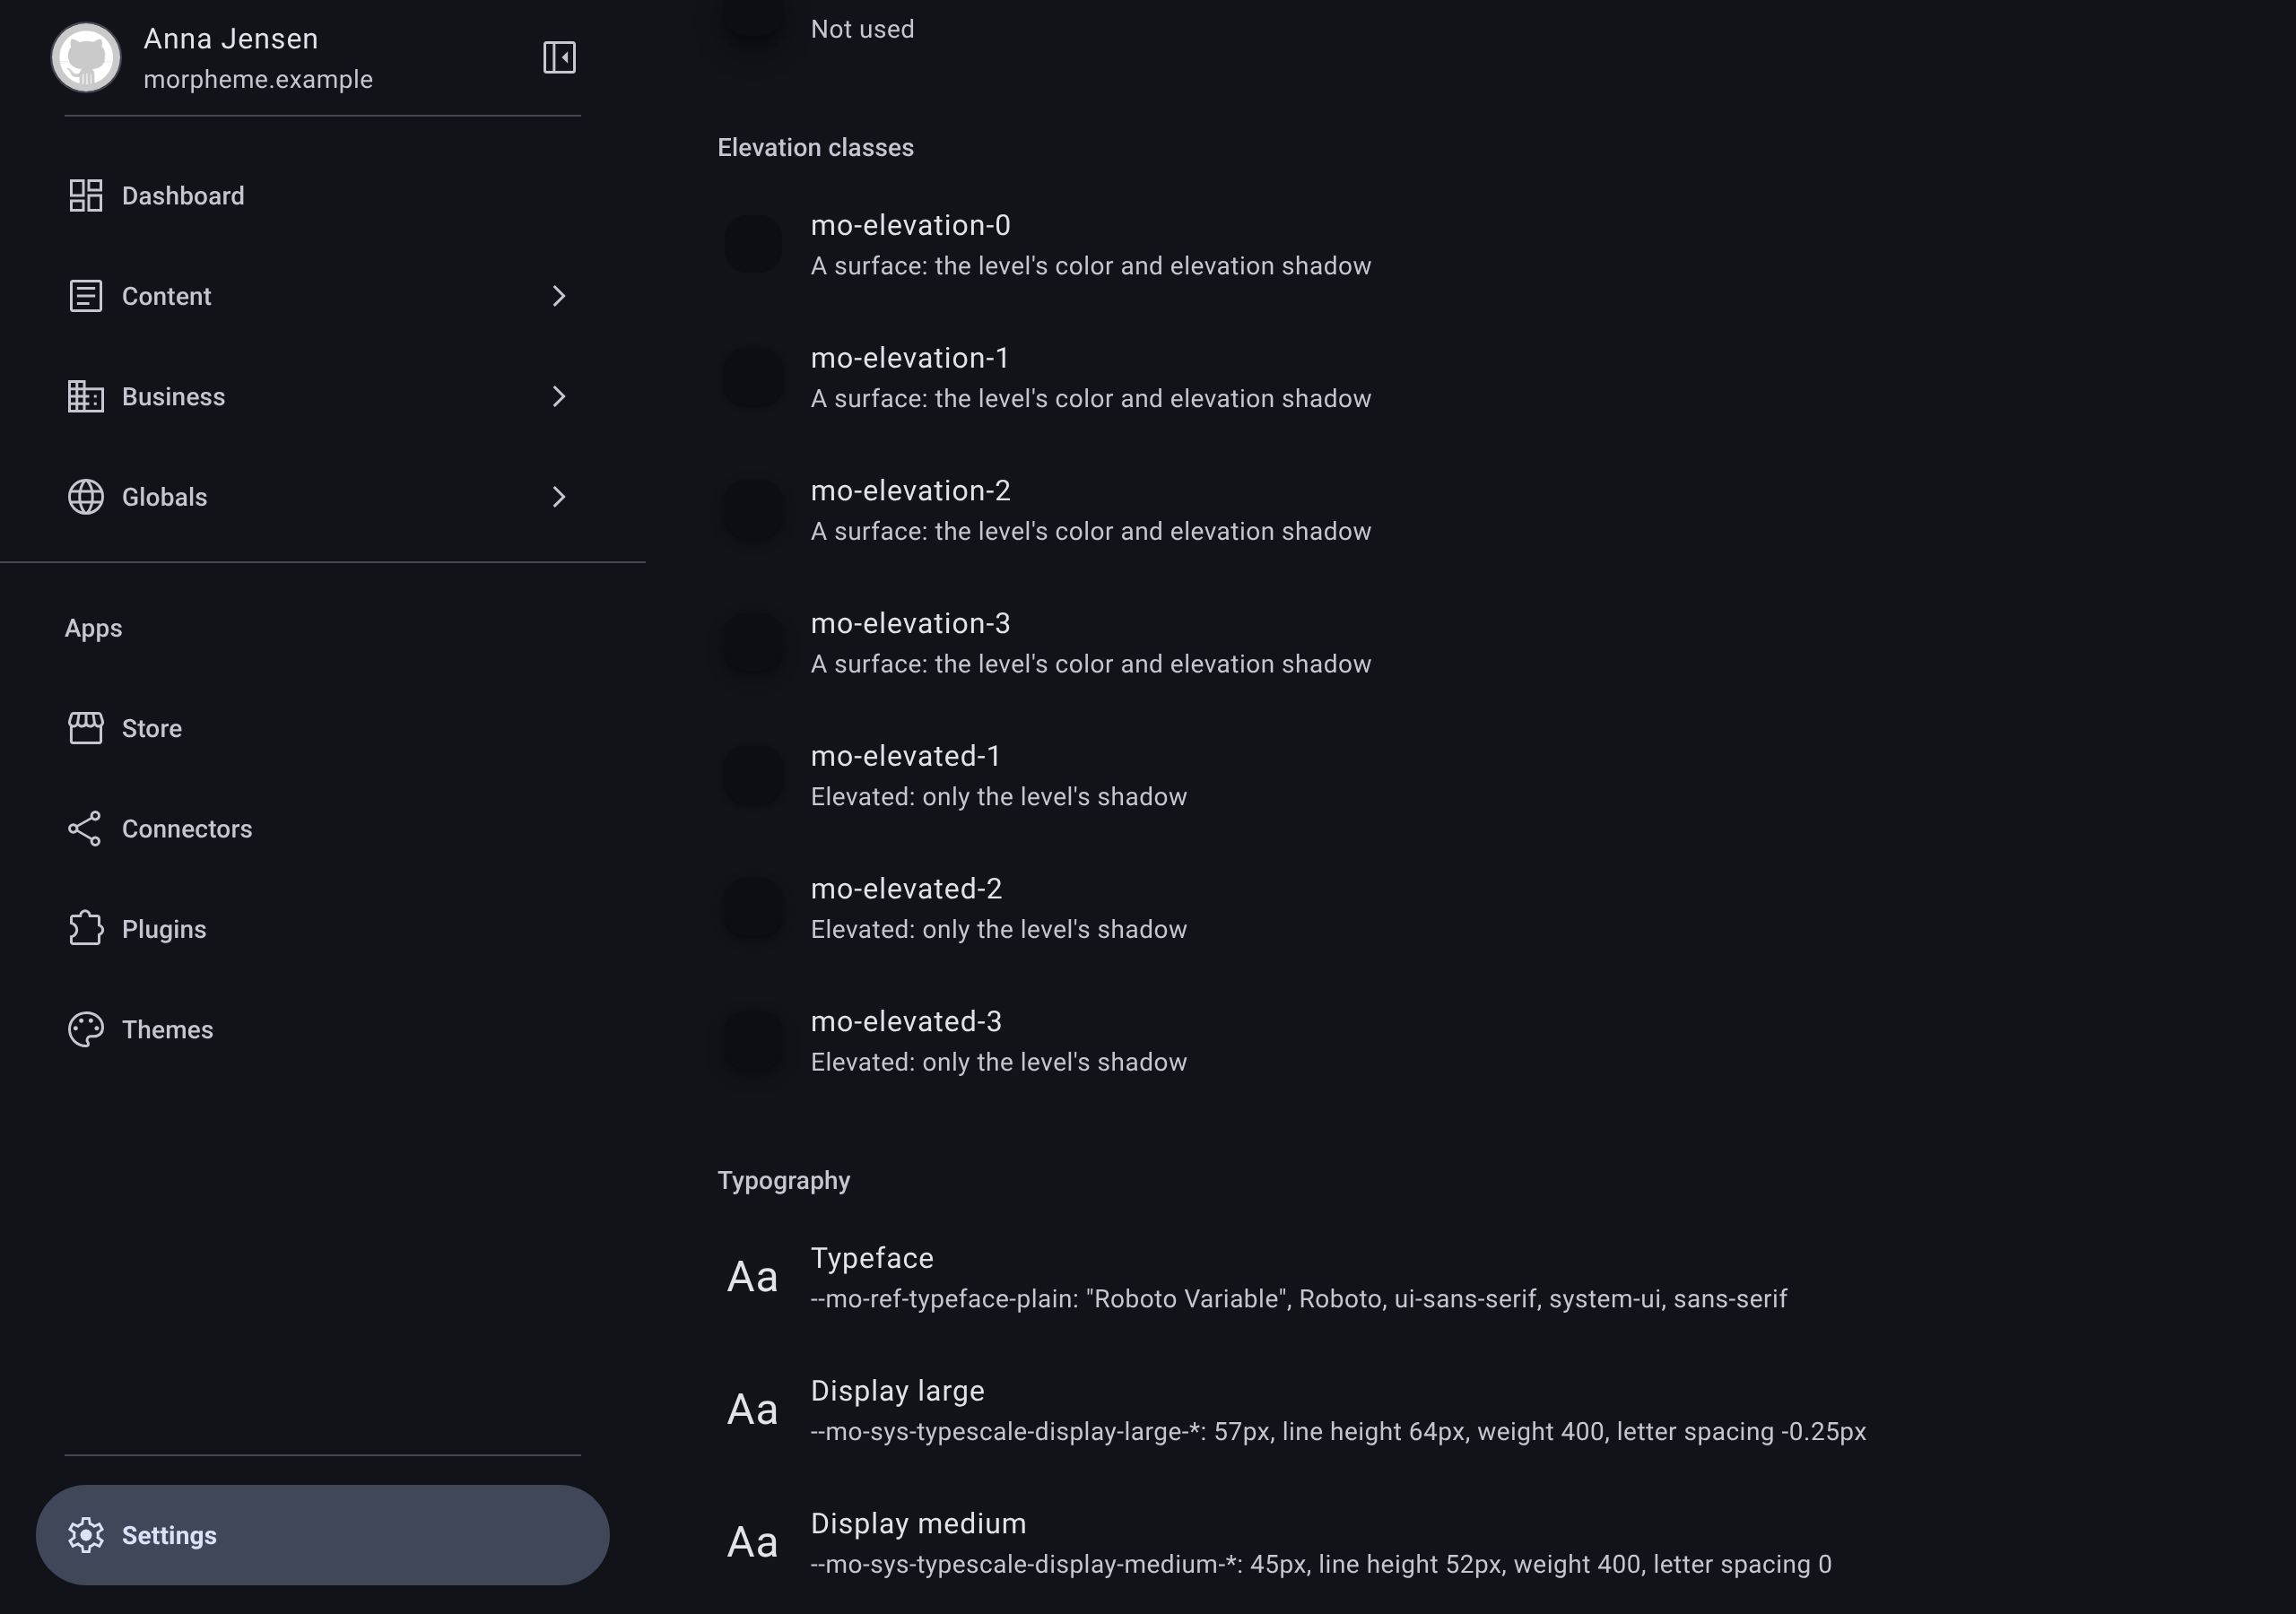 Anna Jensen
morpheme.example
Dashboard
Content
Business
Globals
Apps
Store
Connectors
Plugins
Themes
Settings
Not used
Elevation classes
mo-elevation-0
A surface: the level's color and elevation shadow
mo-elevation-1
A surface: the level's color and elevation shadow
mo-elevation-2
A surface: the level's color and elevation shadow
mo-elevation-3
A surface: the level's color and elevation shadow
mo-elevated-1
Elevated: only the level's shadow
mo-elevated-2
Elevated: only the level's shadow
mo-elevated-3
Elevated: only the level's shadow
Typography
Aa
Typeface
--mo-ref-typeface-plain: "Roboto Variable", Roboto, ui-sans-serif, system-ui, sans-serif
Aa
Display large
--mo-sys-typescale-display-large-*: 57px, line height 64px, weight 400, letter spacing -0.25px
Aa
Display medium
--mo-sys-typescale-display-medium-*: 45px, line height 52px, weight 400, letter spacing 0